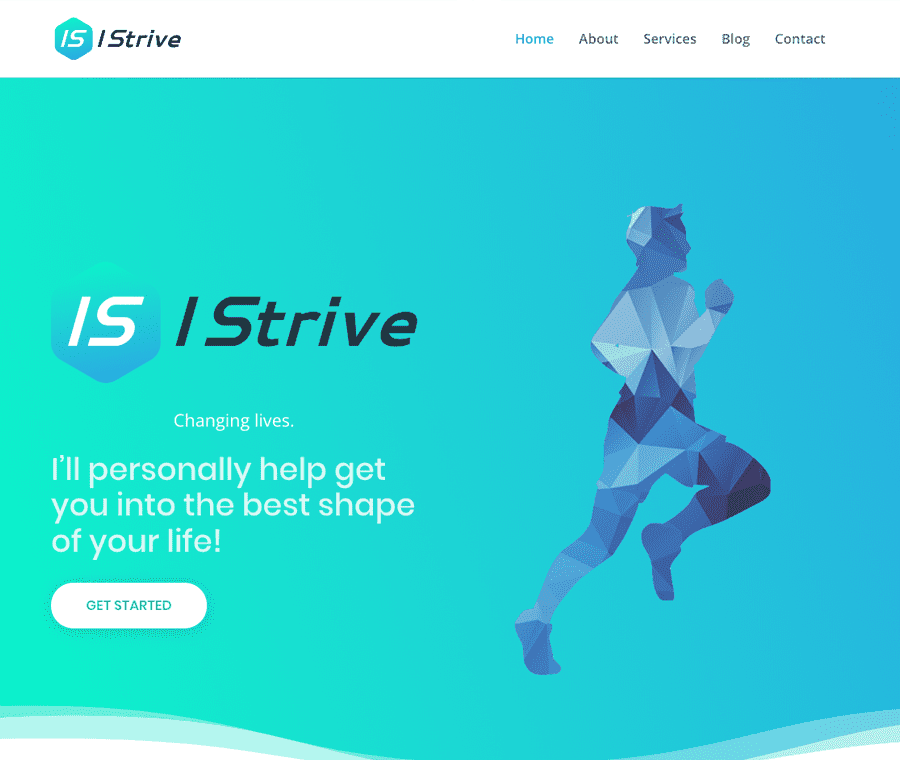 IS I Strive
Home About Services Blog Contact
IS I Strive
Changing lives.
I’ll personally help get
you into the best shape
of your life!
GET STARTED